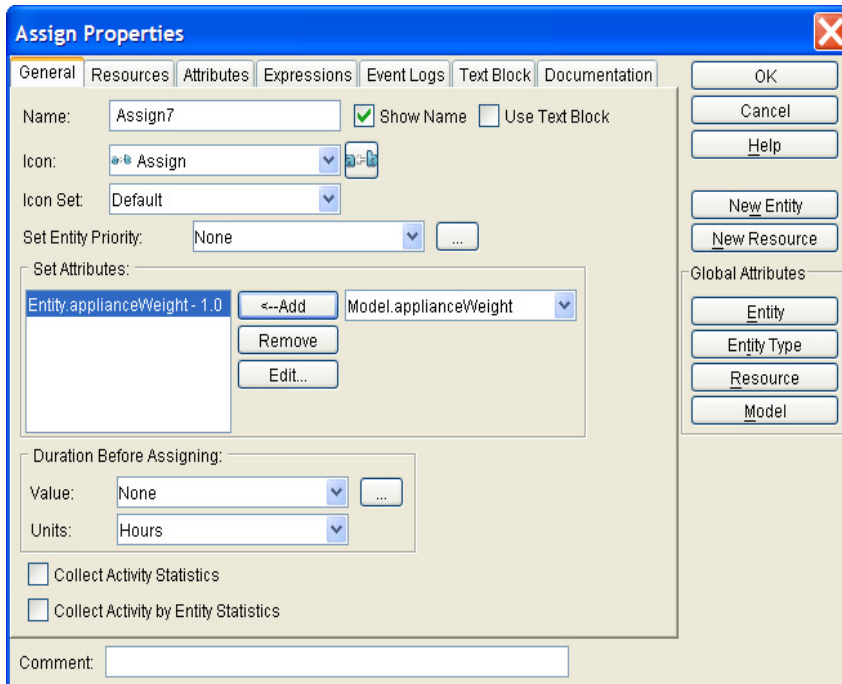 Assign Properties
General Resources Attributes Expressions Event Logs Text Block Documentation
Name: Assign7 Show Name Use Text Block
Icon: a=b Assign a=b
Icon Set: Default
Set Entity Priority: None ...
Set Attributes:
Entity.applianceWeight - 1.0 <--Add Model.applianceWeight
Remove
Edit...
Duration Before Assigning:
Value: None ...
Units: Hours
Collect Activity Statistics
Collect Activity by Entity Statistics
Comment:
OK
Cancel
Help
New Entity
New Resource
Global Attributes
Entity
Entity Type
Resource
Model